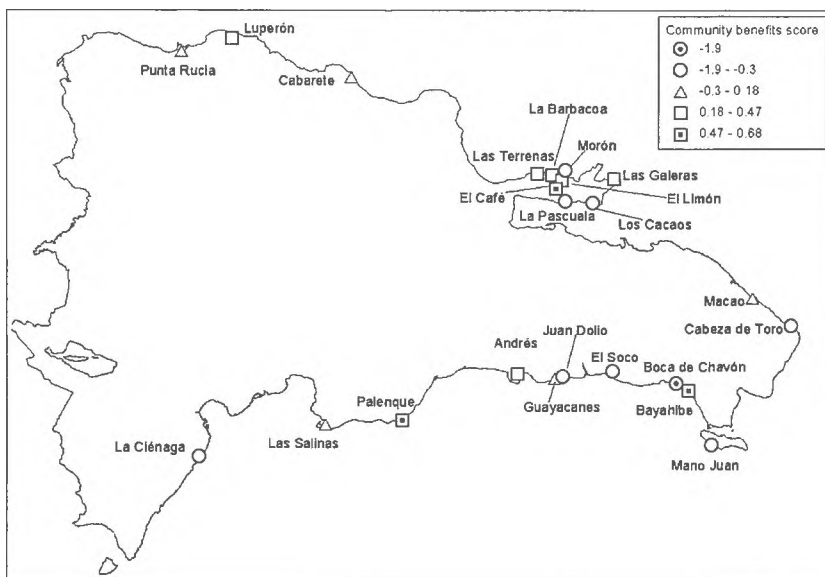 Community benefits score
-1.9
-1.9 - -0.3
-0.3 - 0.18
0.18 - 0.47
0.47 - 0.68
Luperón
Punta Rucia
Cabarete
La Barbacoa
Morón
Las Terrenas
Las Galeras
El Café
El Limón
La Pascuela
Los Cacaos
Macao
Cabeza de Toro
Juan Dolio
Andrés
El Soco
Boca de Chavón
Palenque
Guayacanes
Bayahibe
La Ciénaga
Las Salinas
Mano Juan